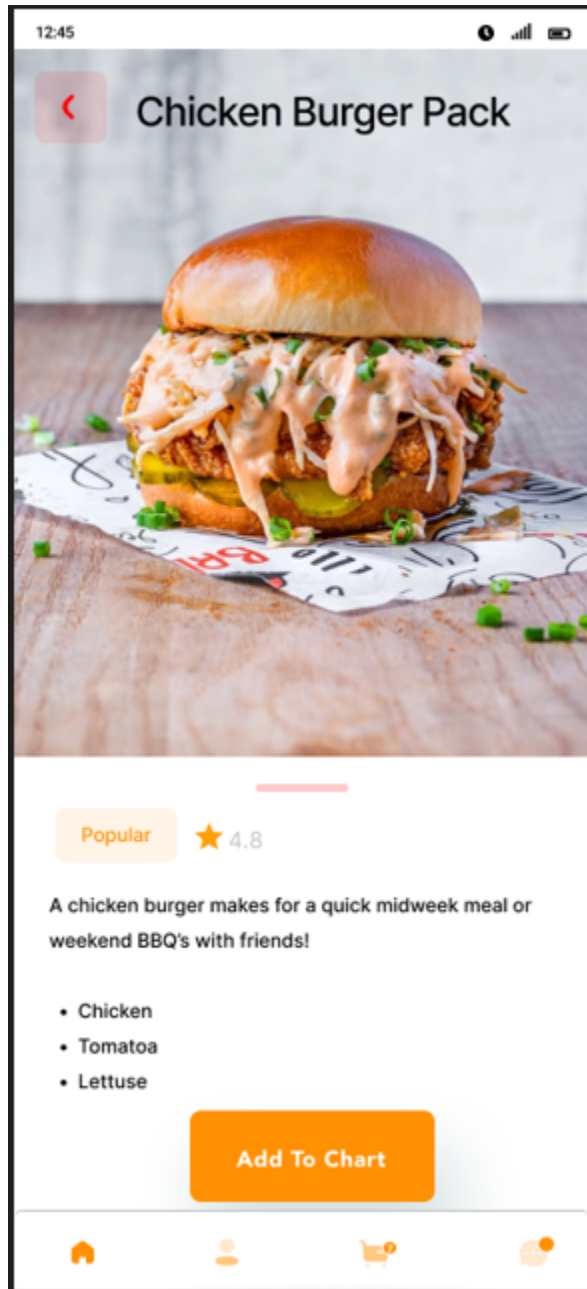 12:45
Chicken Burger Pack
Popular
4.8
A chicken burger makes for a quick midweek meal or
weekend BBQ's with friends!
• Chicken
• Tomatoa
• Lettuse
Add To Chart